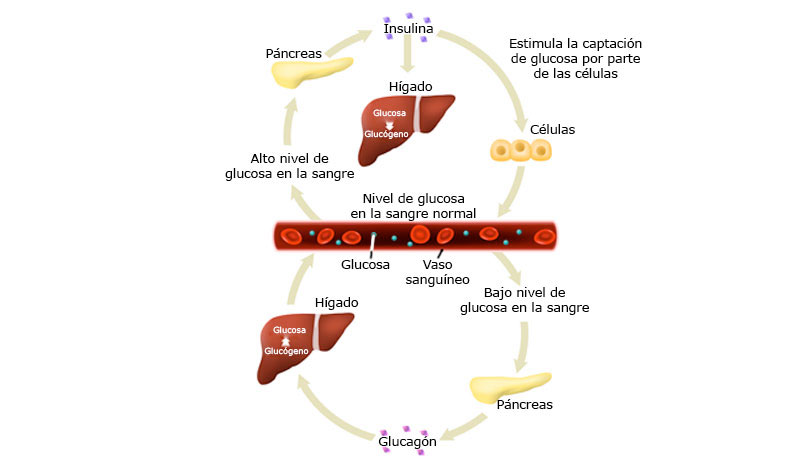 Insulina
Páncreas
Estimula la captación
de glucosa por parte
de las células
Hígado
Glucosa
Glucógeno
Células
Alto nivel de
glucosa en la sangre
Nivel de glucosa
en la sangre normal
Glucosa
Vaso
sanguíneo
Bajo nivel de
glucosa en la sangre
Hígado
Glucosa
Glucógeno
Páncreas
Glucagón